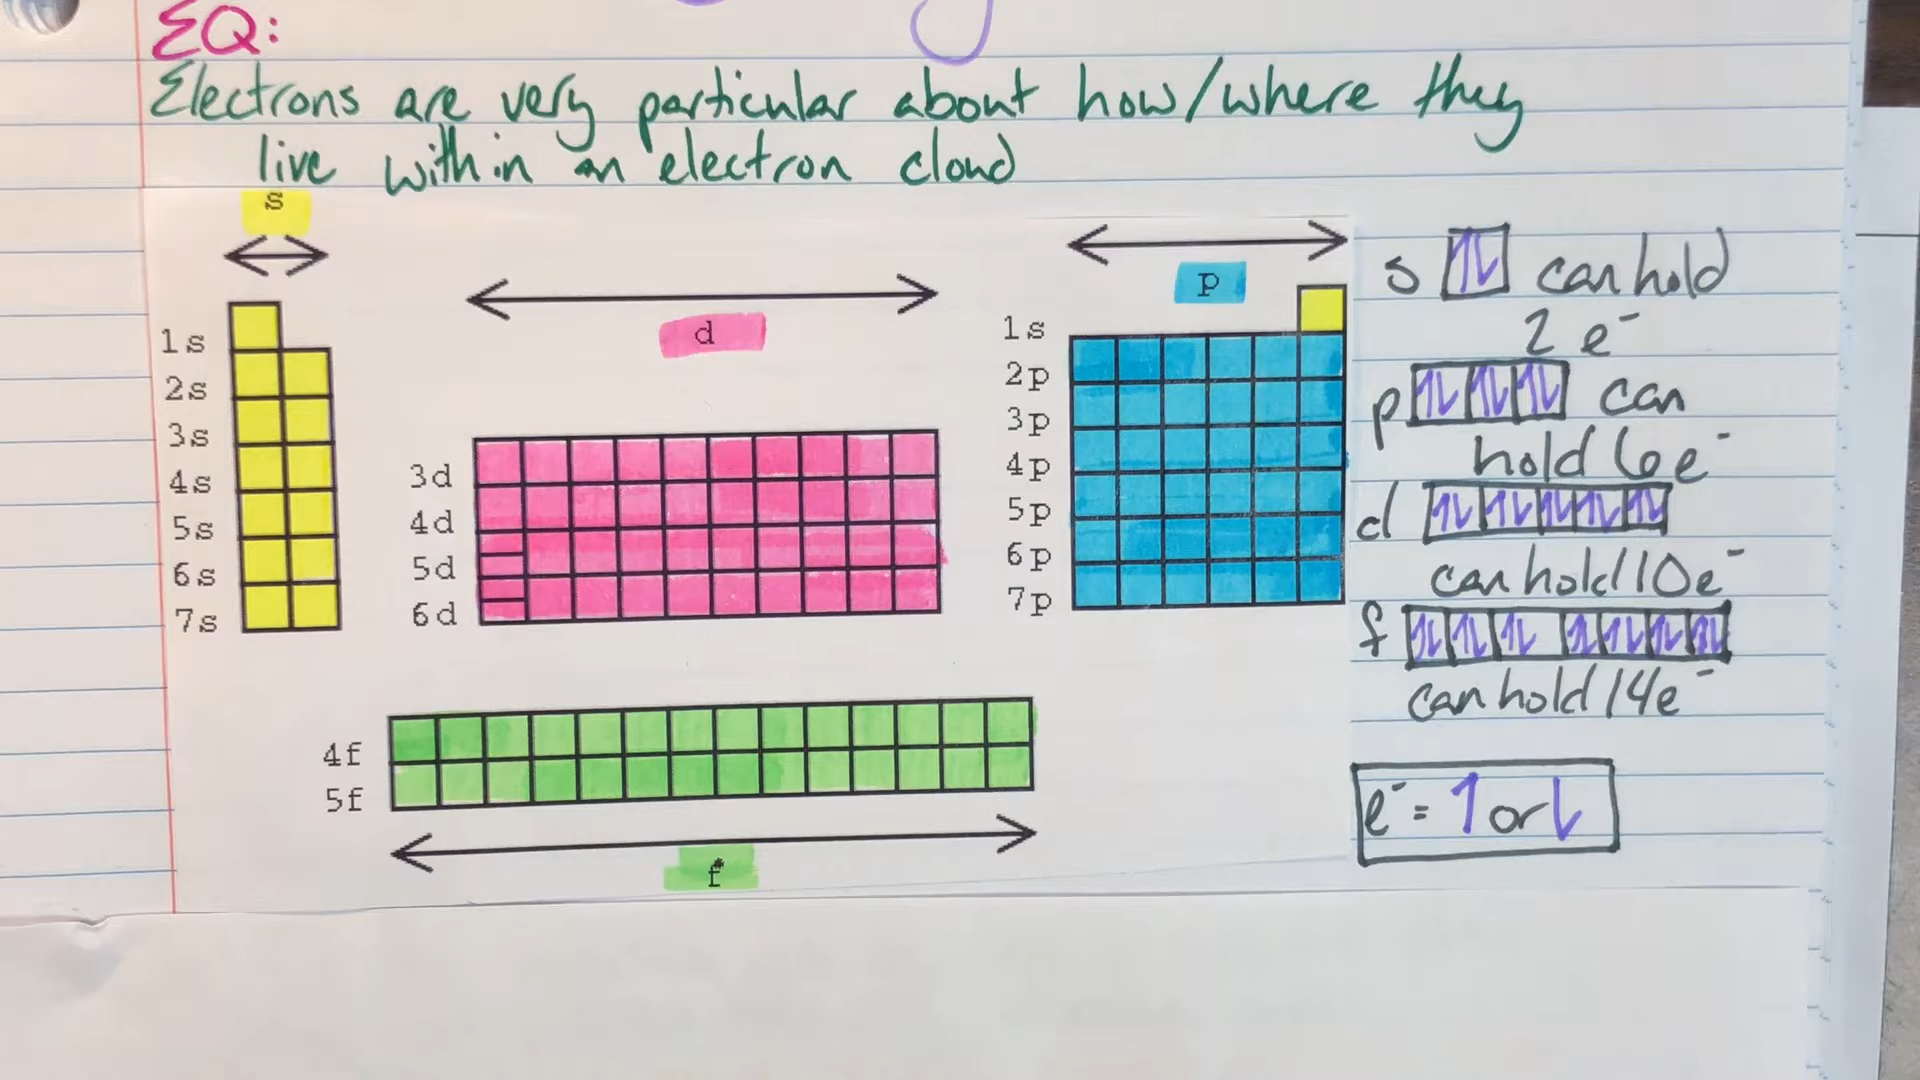 EQ:
Electrons are very particular about how/where they
live within an electron cloud
s
d
p
1s
2s
3s
4s
5s
6s
7s
3d
4d
5d
6d
1s
2p
3p
4p
5p
6p
7p
4f
5f
f*
s ↑↓ can hold
2 e⁻
p ↑↓ ↑↓ ↑↓ can
hold 6e⁻
d ↑↓ ↑↓ ↑↓ ↑↓ ↑↓
can hold 10e⁻
f ↑↓ ↑↓ ↑↓ ↑↓ ↑↓ ↑↓ ↑↓
can hold 14e⁻
e⁻ = ↑ or ↓